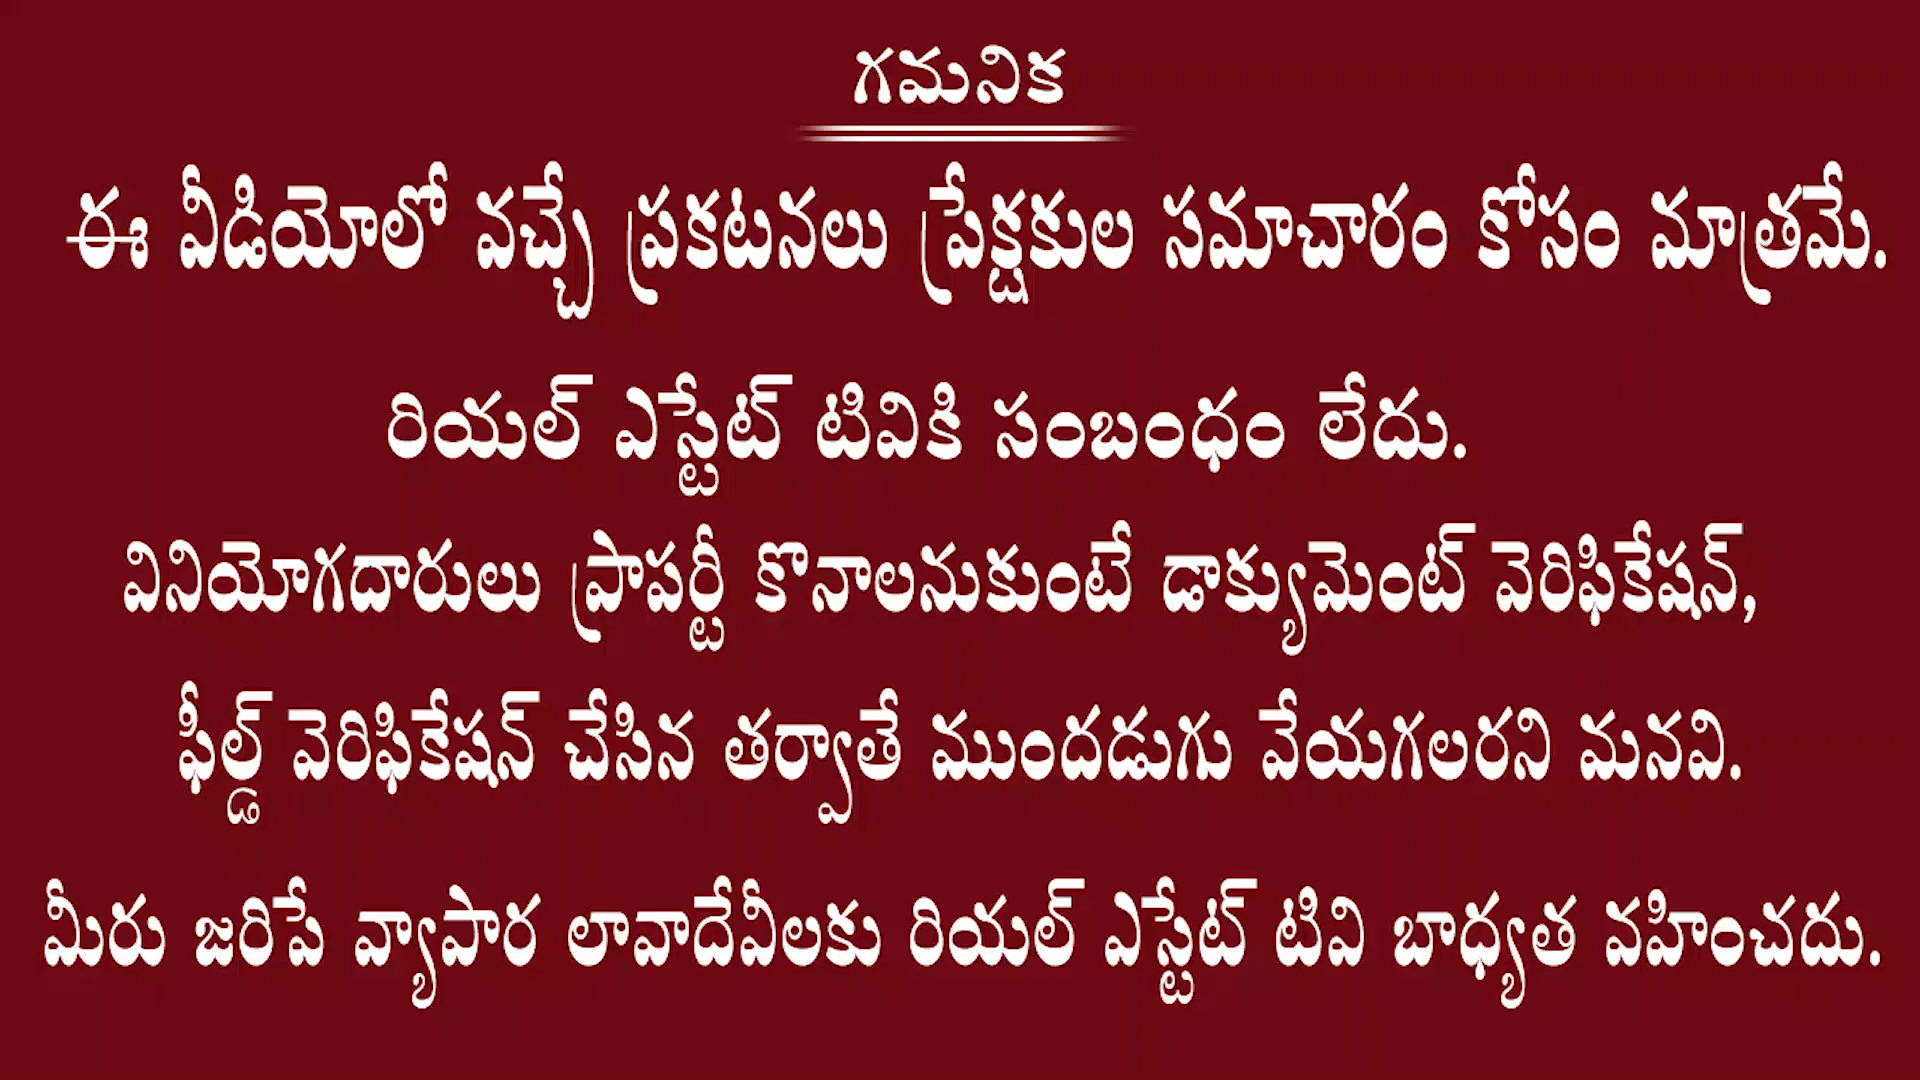 గమనిక
ఈ వీడియోలో వచ్చే ప్రకటనలు ప్రేక్షకుల సమాచారం కోసం మాత్రమే.
రియల్ ఎస్టేట్ టివికి సంబంధం లేదు.
వినియోగదారులు ప్రాపర్టీ కొనాలనుకుంటే డాక్యుమెంట్ వెరిఫికేషన్,
ఫీల్డ్ వెరిఫికేషన్ చేసిన తర్వాతే ముందడుగు వేయగలరని మనవి.
మీరు జరిపే వ్యాపార లావాదేవీలకు రియల్ ఎస్టేట్ టివి బాధ్యత వహించదు.